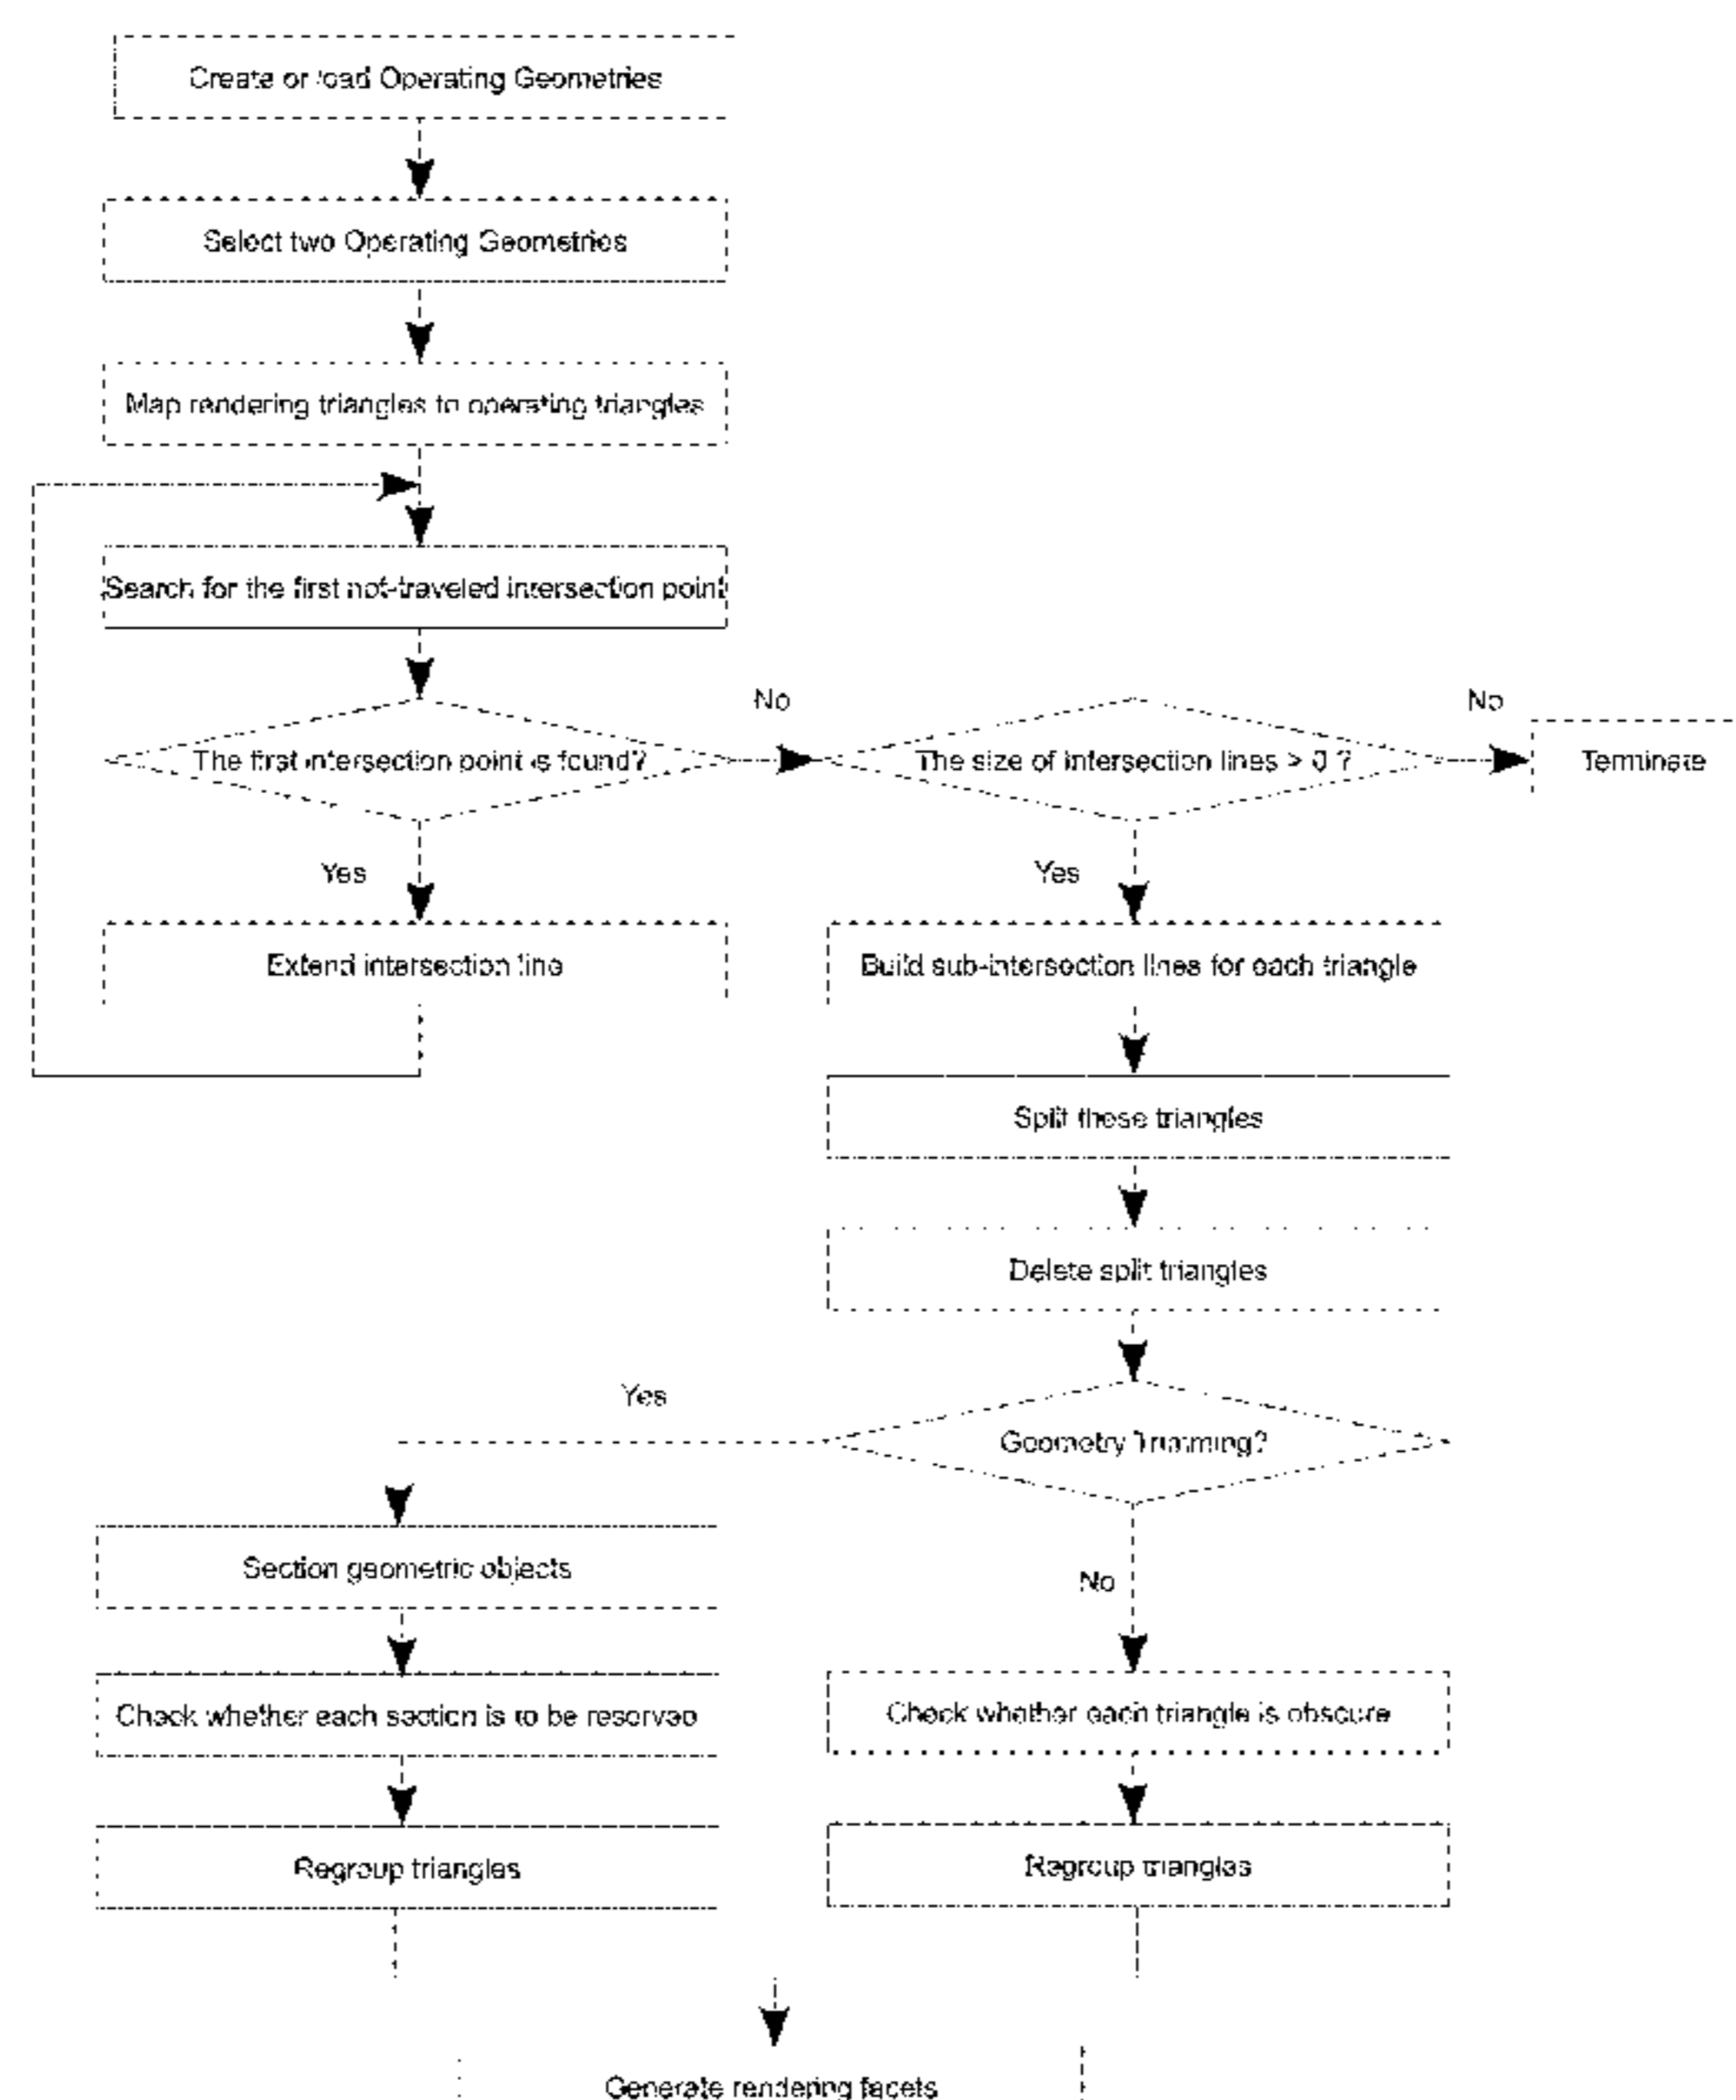 Create or load Operating Geometries
Select two Operating Geometries
Map rendering triangles to operating triangles
Search for the first not-traveled intersection point
No
No
The first intersection point is found?
The size of intersection lines > 0 ?
Terminate
Yes
Yes
Extend intersection line
Build sub-intersection lines for each triangle
Split these triangles
Delete split triangles
Yes
Geometry Trimming?
Section geometric objects
No
Check whether each section is to be reserved
Check whether each triangle is obscure
Regroup triangles
Regroup triangles
Generate rendering facets